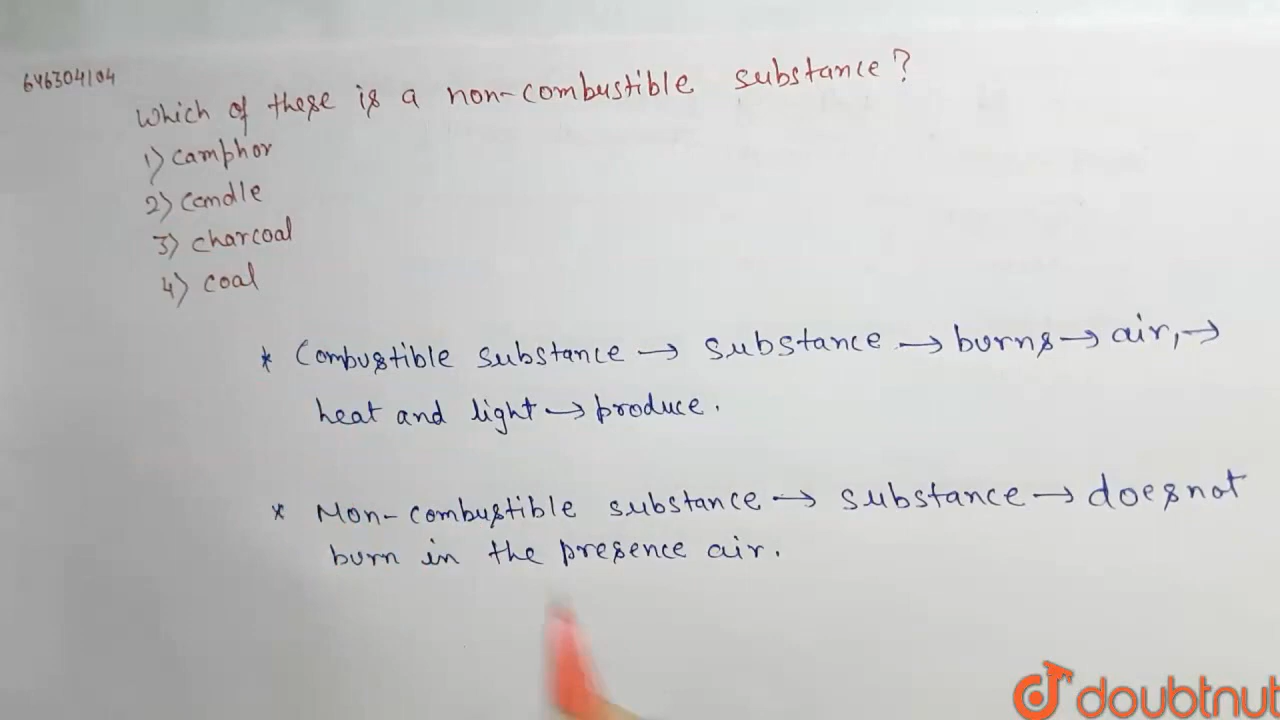 646304104
Which of these is a non-combustible substance?
1) camphor
2) candle
3) charcoal
4) coal
* Combustible substance → substance → burns → air, →
heat and light → produce.
* Non-combustible substance → substance → does not
burn in the presence air.
doubtnut